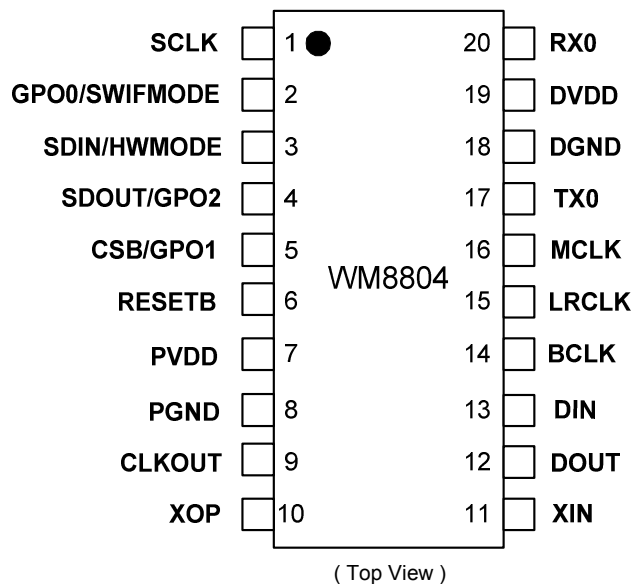 SCLK 1 20 RX0
GPO0/SWIFMODE 2 19 DVDD
SDIN/HWMODE 3 18 DGND
SDOUT/GPO2 4 17 TX0
CSB/GPO1 5 16 MCLK
WM8804
RESETB 6 15 LRCLK
PVDD 7 14 BCLK
PGND 8 13 DIN
CLKOUT 9 12 DOUT
XOP 10 11 XIN
( Top View )